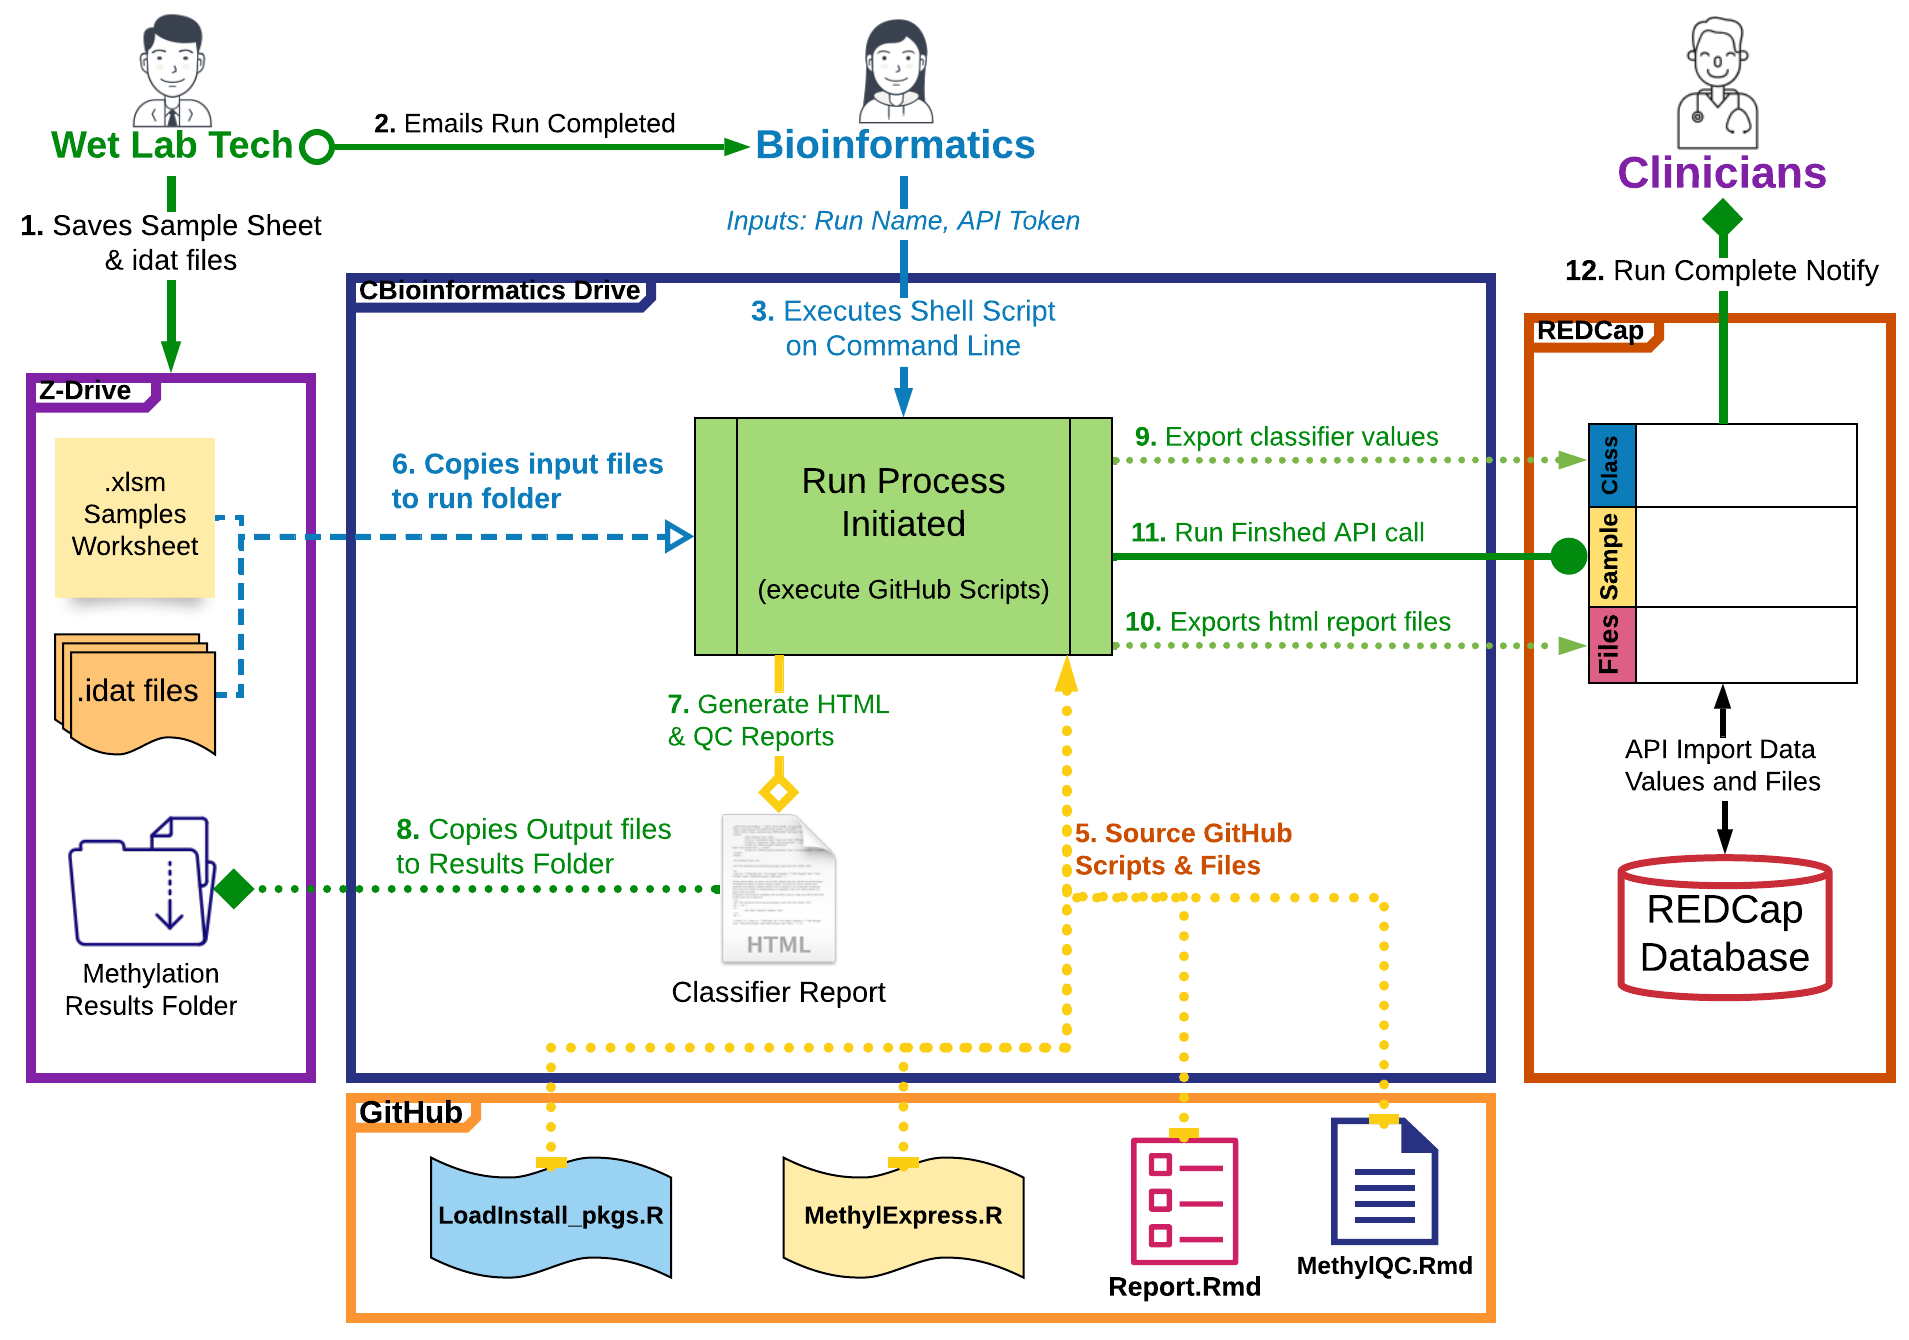 Wet Lab Tech
2. Emails Run Completed
Bioinformatics
Clinicians
1. Saves Sample Sheet
& idat files
Inputs: Run Name, API Token
12. Run Complete Notify
CBioinformatics Drive
3. Executes Shell Script
on Command Line
REDCap
Z-Drive
.xlsm
Samples
Worksheet
.idat files
6. Copies input files
to run folder
Run Process
Initiated
(execute GitHub Scripts)
9. Export classifier values
11. Run Finshed API call
10. Exports html report files
Class
Sample
Files
7. Generate HTML
& QC Reports
API Import Data
Values and Files
8. Copies Output files
to Results Folder
HTML
Classifier Report
5. Source GitHub
Scripts & Files
REDCap
Database
Methylation
Results Folder
GitHub
LoadInstall_pkgs.R
MethylExpress.R
Report.Rmd
MethylQC.Rmd